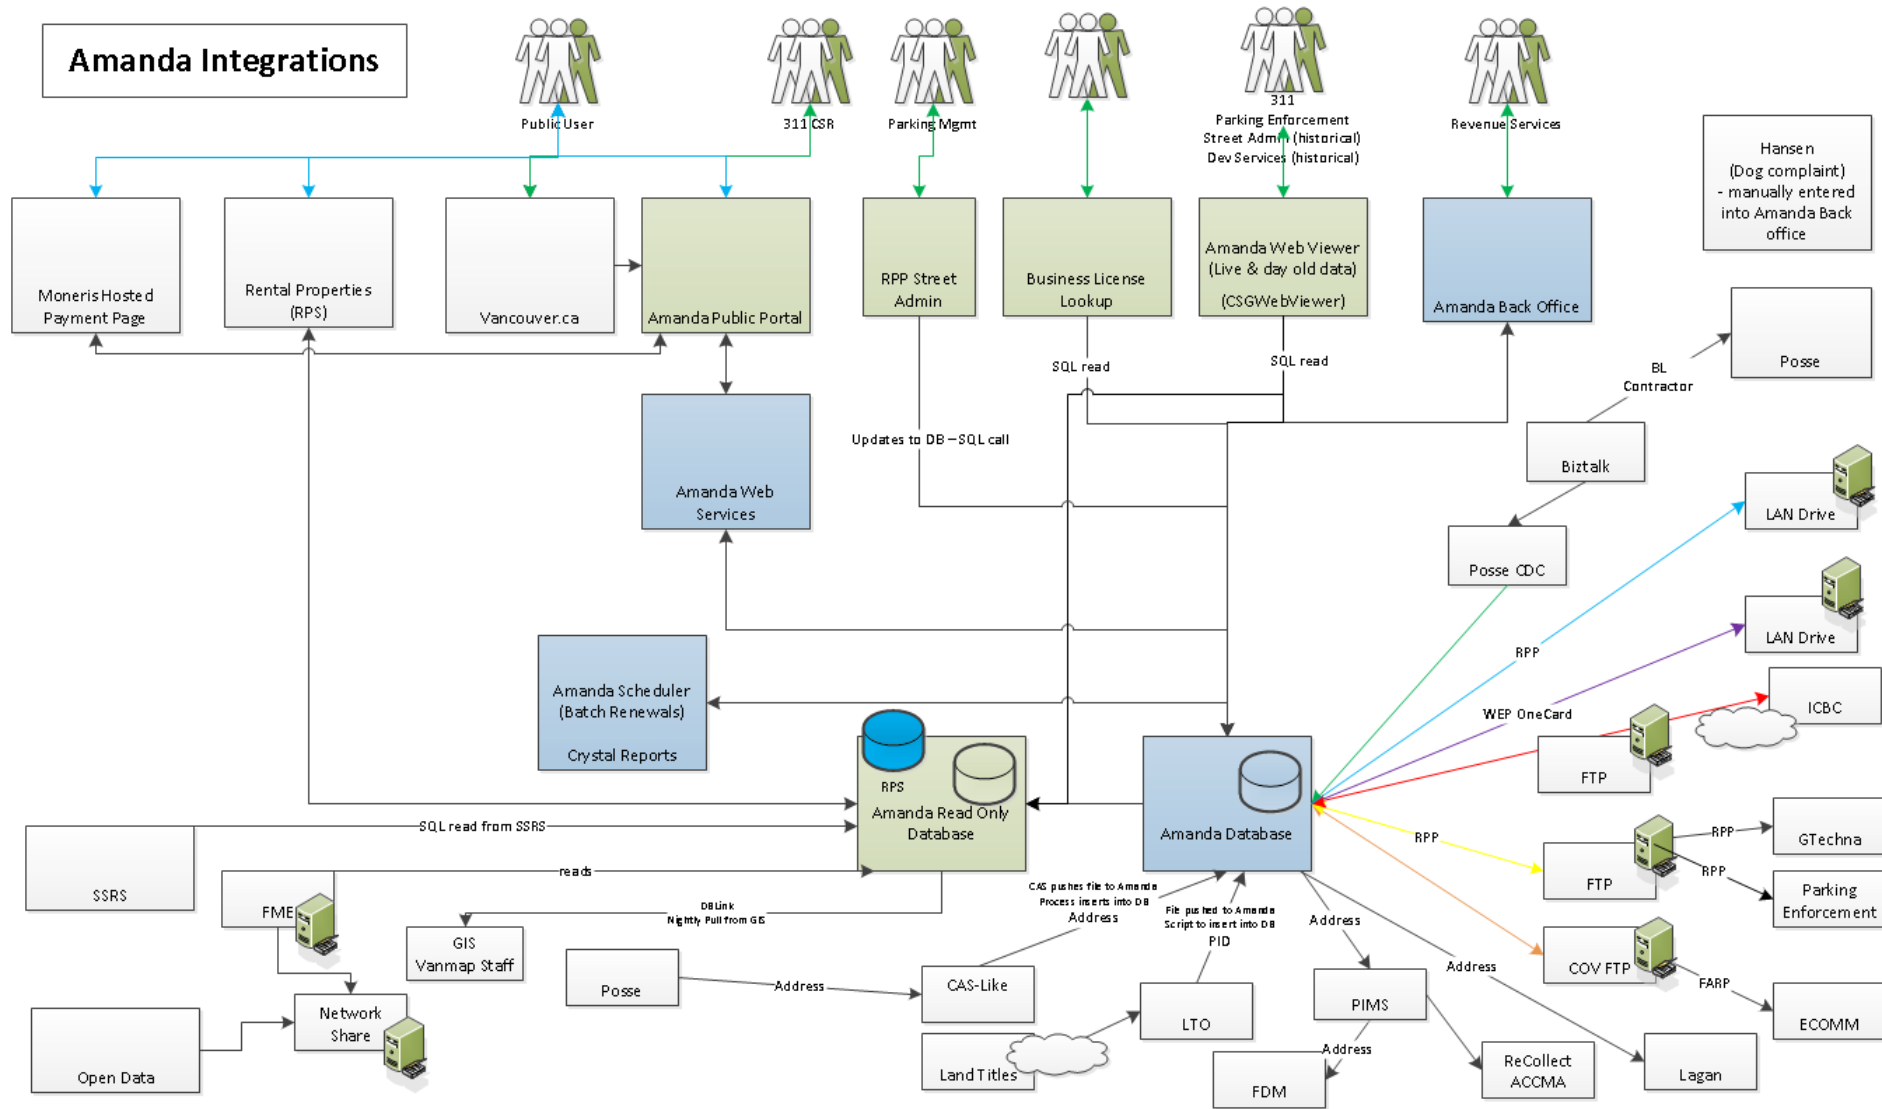 Amanda Integrations
Public User
311 CSR
Parking Mgmt
311
Parking Enforcement
Street Admin (historical)
Dev Services (historical)
Revenue Services
Hansen
(Dog complaint)
- manually entered
into Amanda Back
office
Moneris Hosted
Payment Page
Rental Properties
(RPS)
Vancouver.ca
Amanda Public Portal
RPP Street
Admin
Business License
Lookup
Amanda Web Viewer
(Live & day old data)
(CSGWebViewer)
Amanda Back Office
Posse
SQL read
SQL read
BL
Contractor
Updates to DB – SQL call
Biztalk
Amanda Web
Services
LAN Drive
Posse CDC
LAN Drive
RPP
Amanda Scheduler
(Batch Renewals)
Crystal Reports
WEP OneCard
ICBC
FTP
RPS
Amanda Read Only
Database
Amanda Database
SQL read from SSRS
RPP
RPP
GTechna
RPP
Parking
Enforcement
FTP
SSRS
reads
FME
DBLink
Nightly Pull from GIS
GIS
Vanmap Staff
CAS pushes file to Amanda
Process inserts into DB
Address
File pushed to Amanda
Script to insert into DB
PID
Address
Address
COV FTP
FARP
ECOMM
Posse
Address
CAS-Like
Network
Share
Open Data
Land Titles
LTO
PIMS
Address
FDM
ReCollect
ACCMA
Lagan